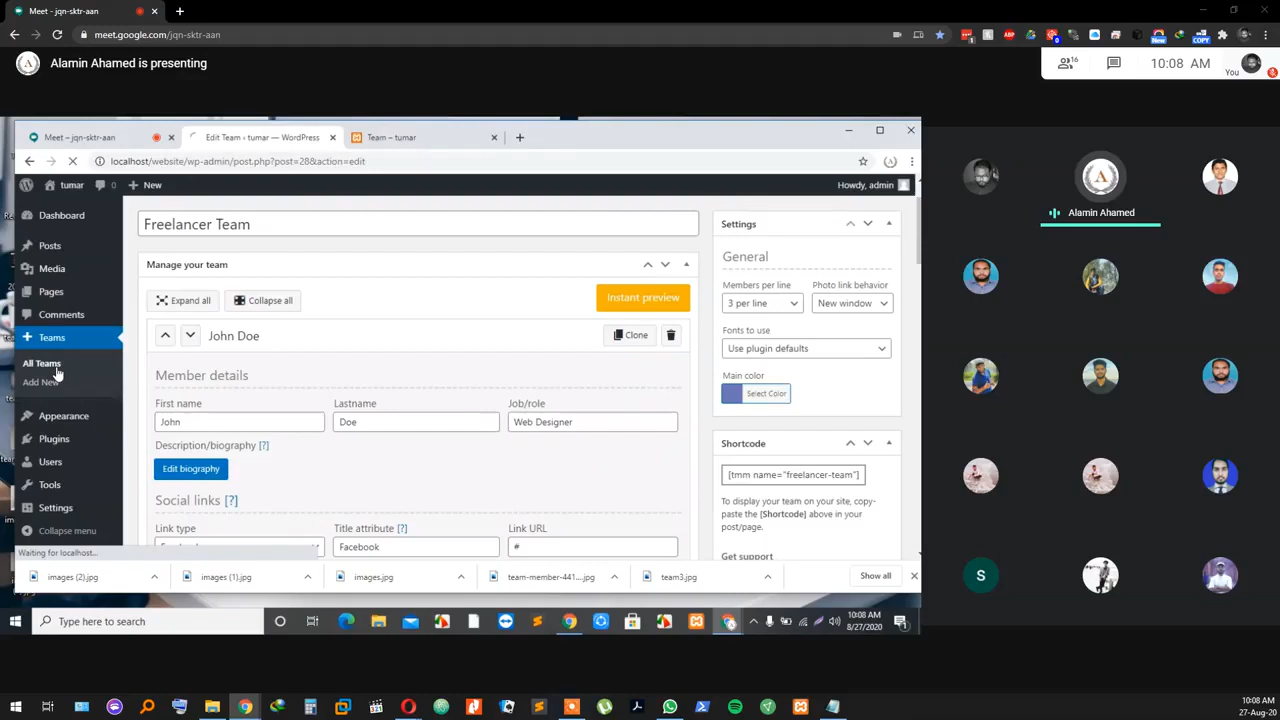 Meet - jqn-sktr-avt
meet.google.com/jqn-sktr-avt
New
COPY
Alamin Ahamed is presenting
16
10:08 AM
You
Meet – jqn-sktr-avt
Edit Team ‹ tumar — WordPress
Team – tumar
localhost/website/wp-admin/post.php?post=28&action=edit
tumar
0
New
Howdy, admin
Dashboard
Posts
Media
Pages
Comments
Teams
All Teams
Add New
Appearance
Plugins
Users
Tools
Settings
Collapse menu
Freelancer Team
Manage your team
Expand all
Collapse all
Instant preview
John Doe
Clone
Member details
First name
Lastname
Job/role
John
Doe
Web Designer
Description/biography [?]
Edit biography
Social links [?]
Link type
Title attribute [?]
Link URL
Facebook
#
Settings
General
Members per line
Photo link behavior
3 per line
New window
Fonts to use
Use plugin defaults
Main color
Select Color
Shortcode
[tmm name="freelancer-team"]
To display your team on your site, copy-
paste the [Shortcode] above in your
post/page.
Get support
Waiting for localhost...
images (2).jpg
images (1).jpg
images.jpg
team-member-441....jpg
team3.jpg
Show all
Type here to search
10:08 AM
8/27/2020
1
Alamin Ahamed
S
10:08 AM
27-Aug-20